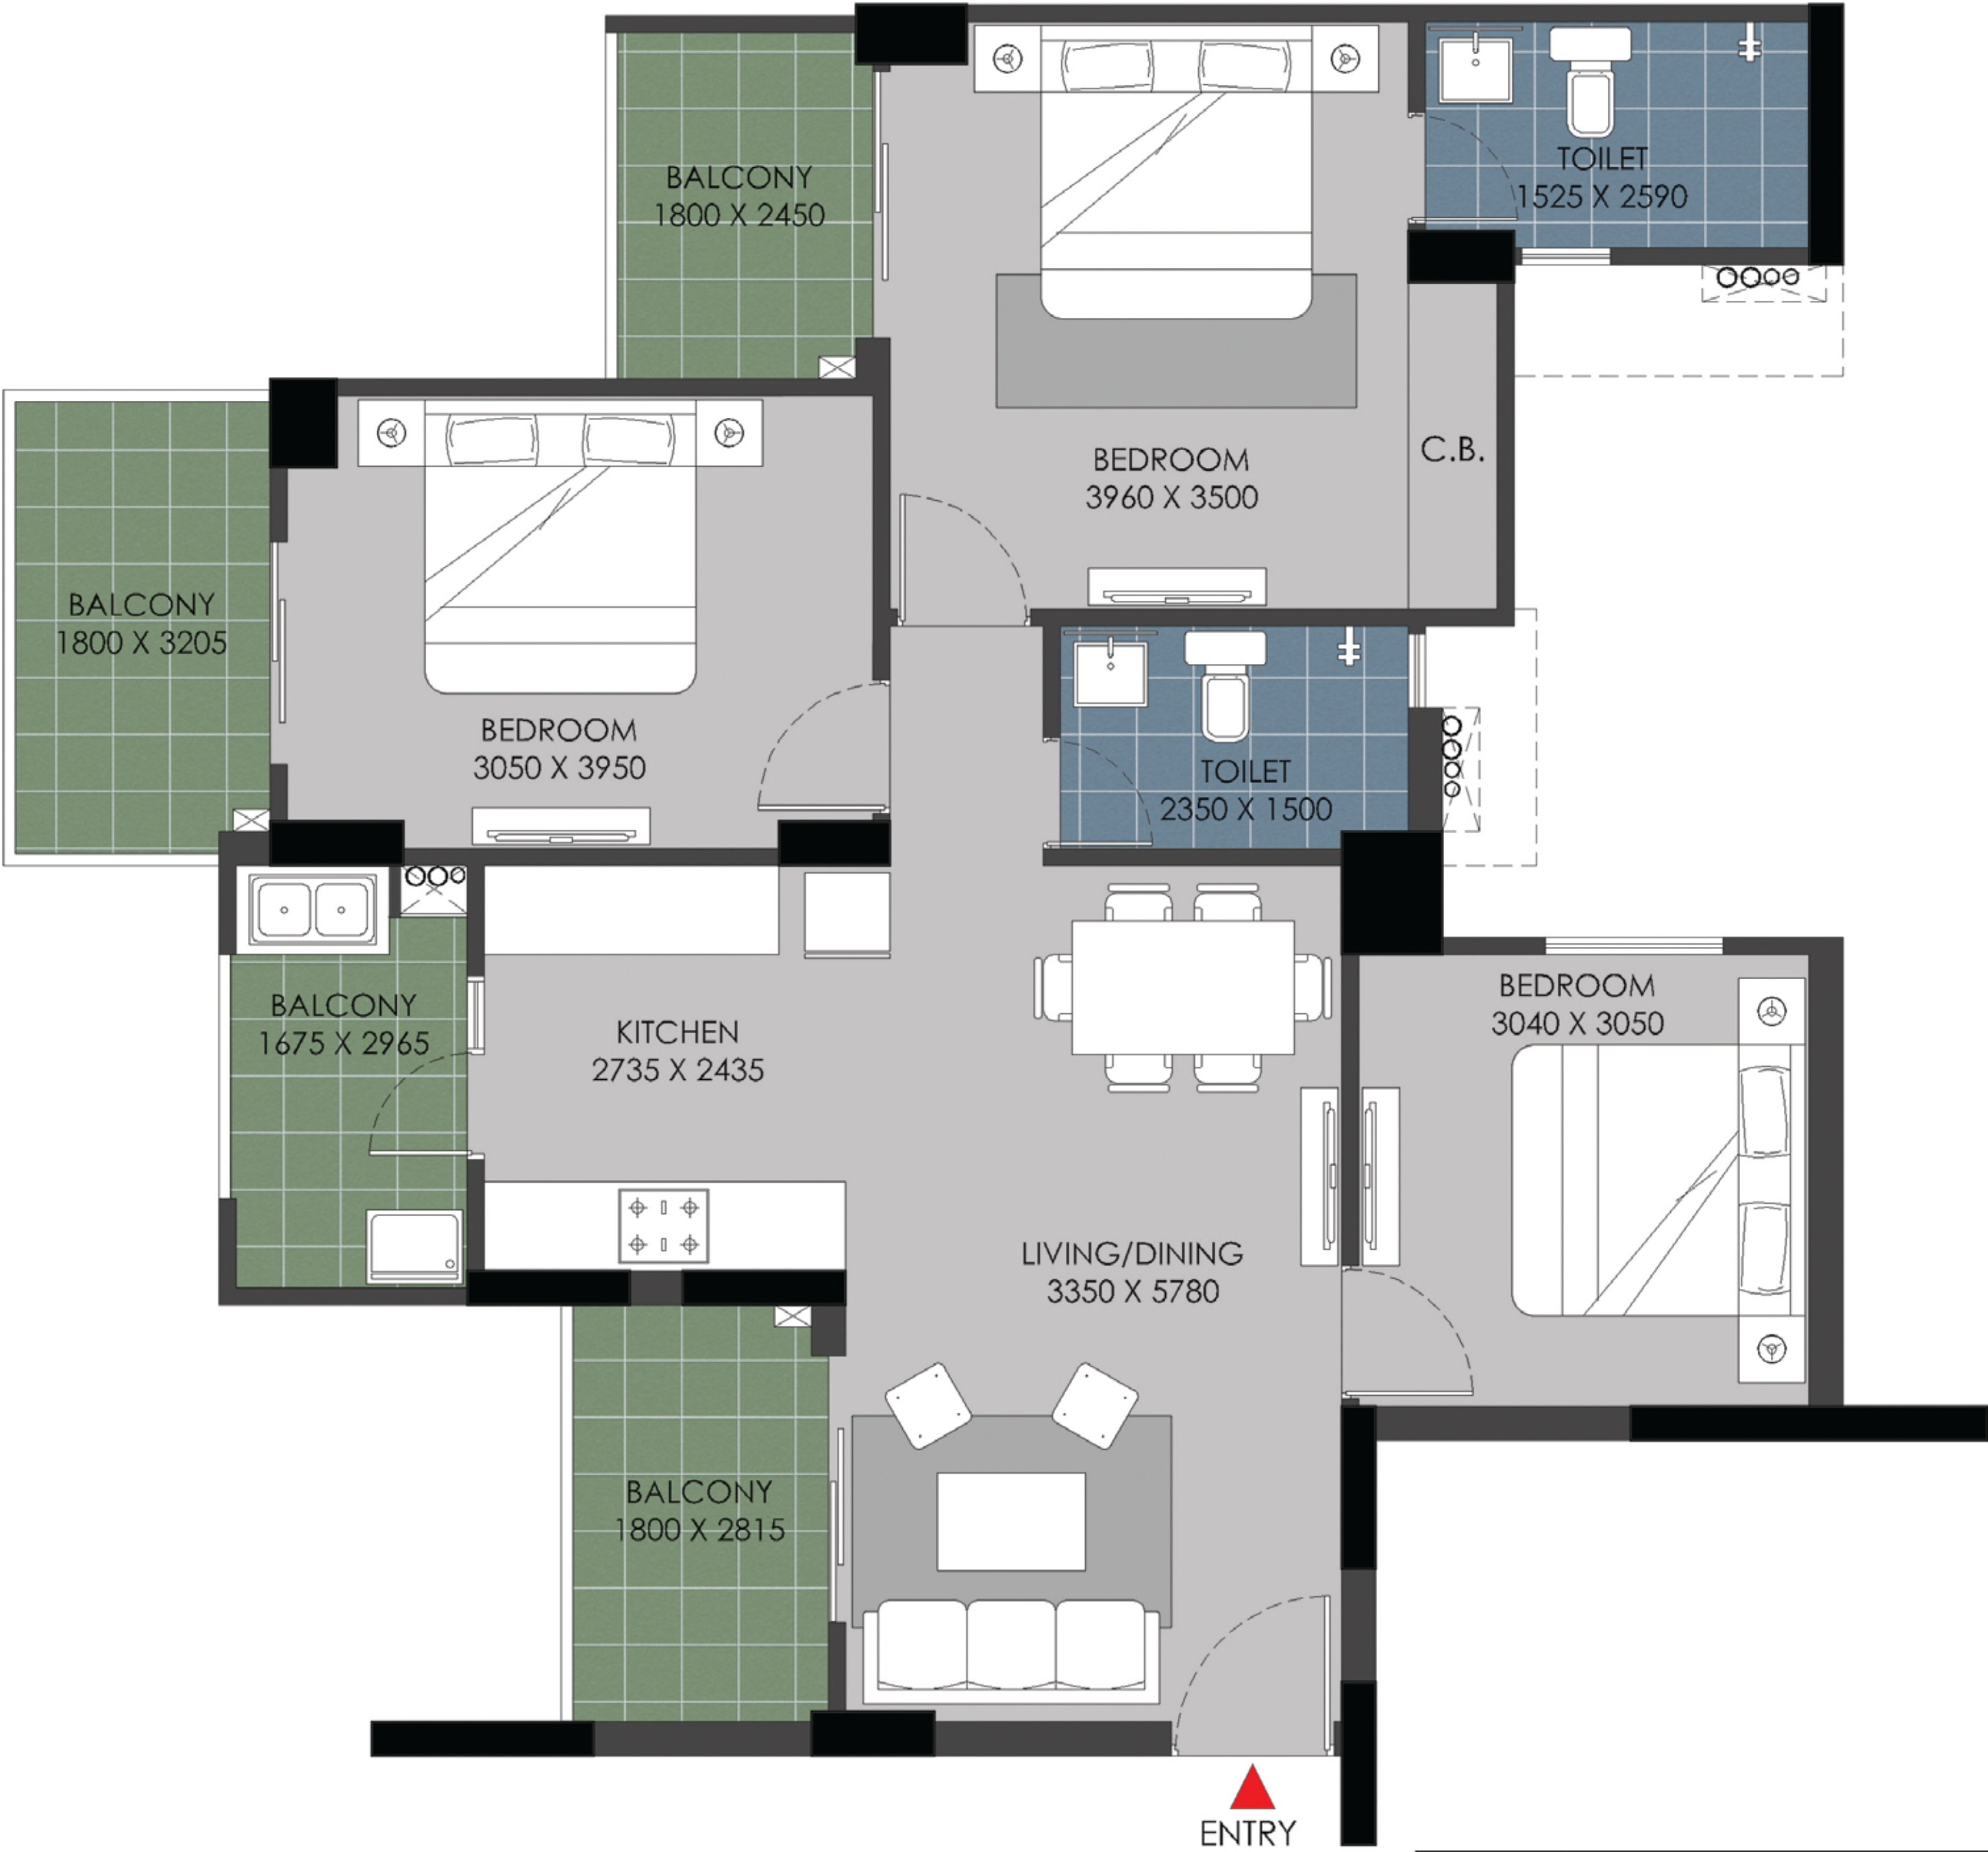 BALCONY
1800 X 2450
TOILET
1525 X 2590
BEDROOM
3960 X 3500
C.B.
BALCONY
1800 X 3205
BEDROOM
3050 X 3950
TOILET
2350 X 1500
BALCONY
1675 X 2965
KITCHEN
2735 X 2435
BEDROOM
3040 X 3050
LIVING/DINING
3350 X 5780
BALCONY
1800 X 2815
ENTRY